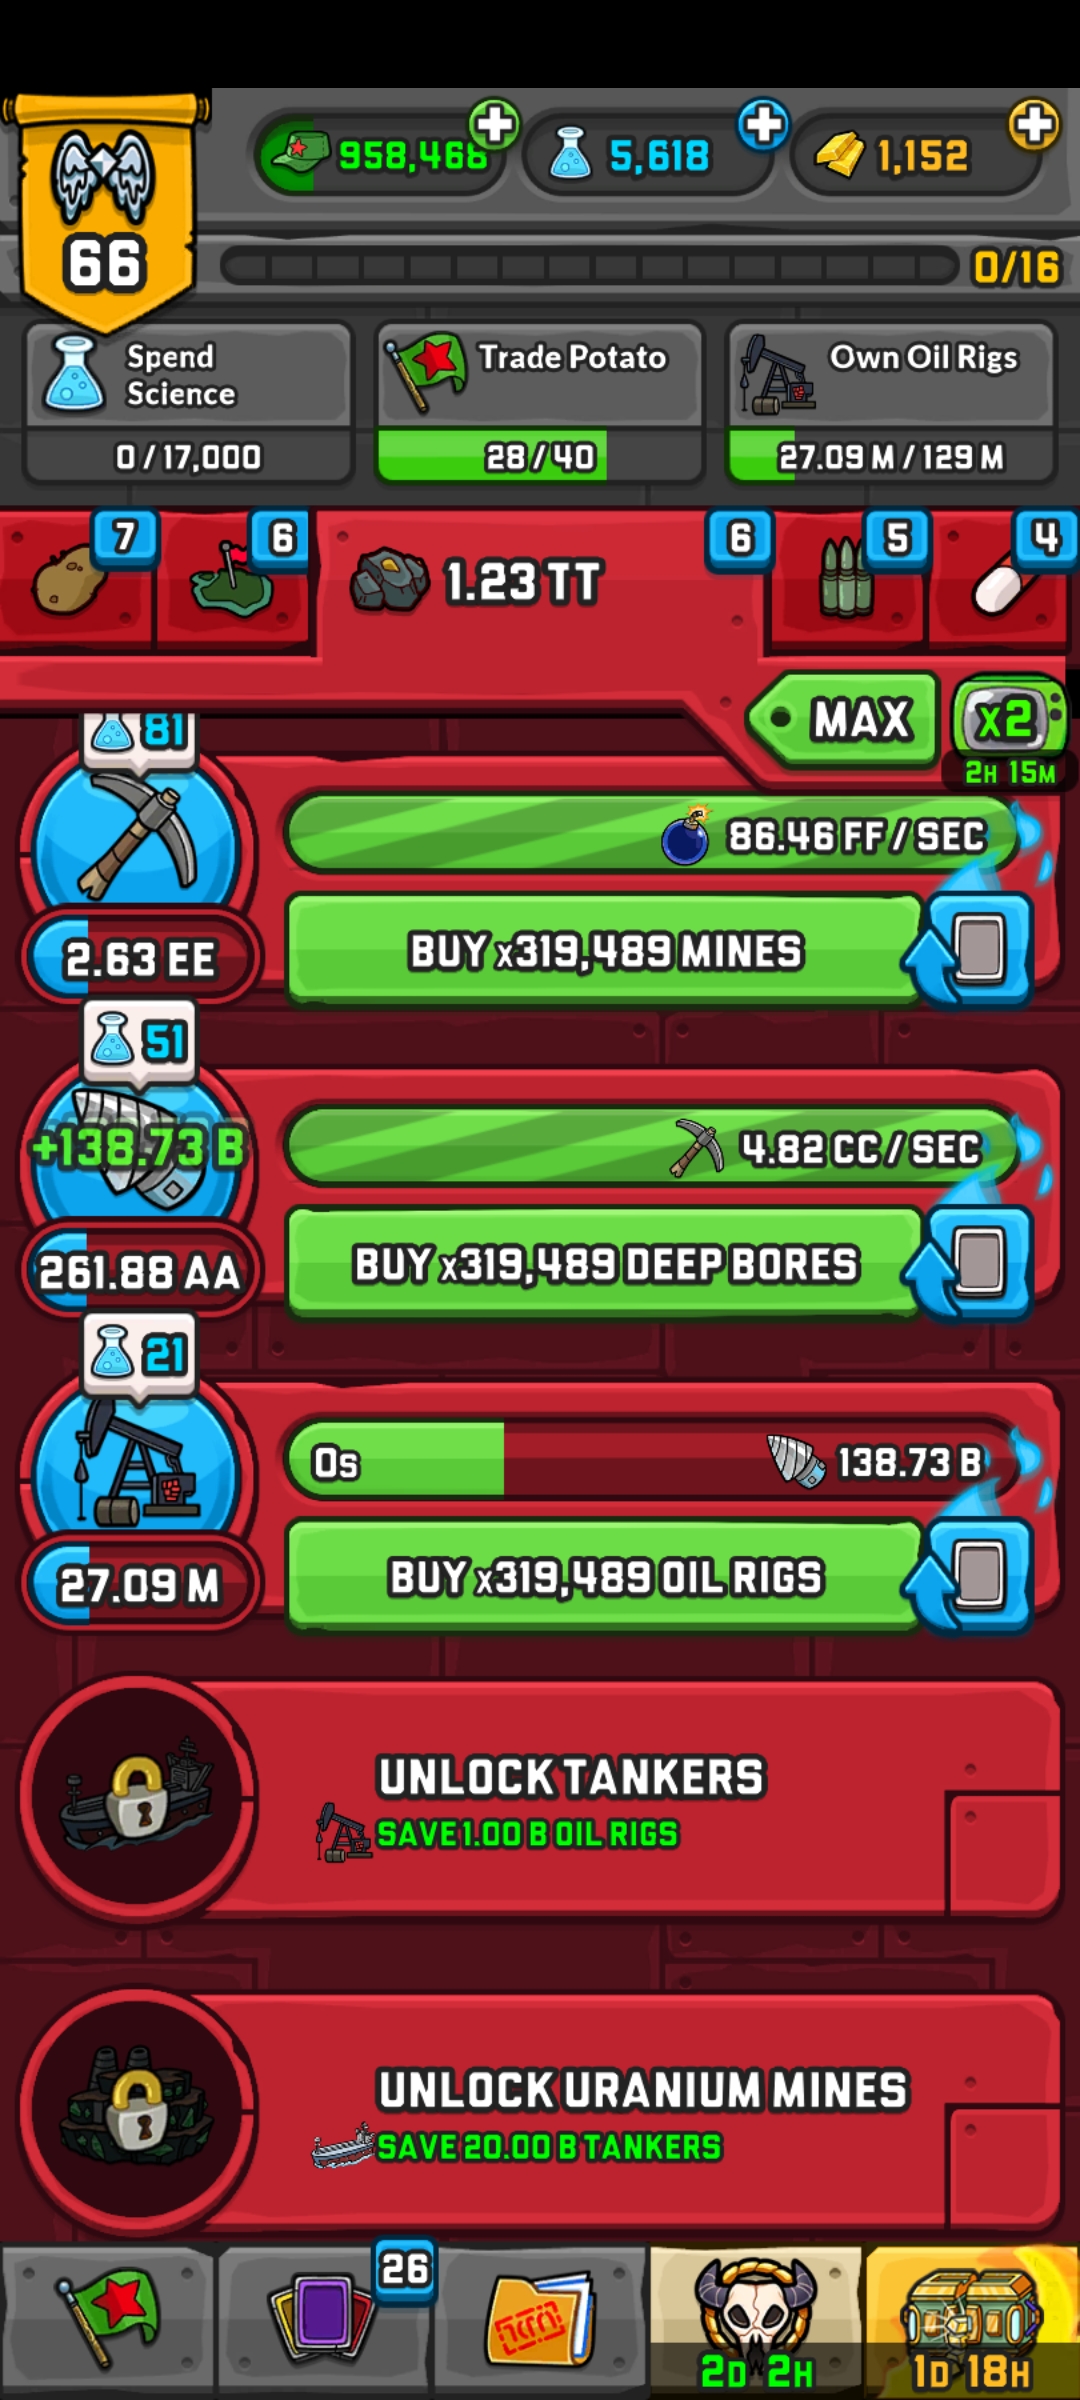 958,468
5,618
1,152
66
0/16
Spend
Science
0/17,000
Trade Potato
28/40
Own Oil Rigs
27.09 M/129 M
7
6
1.23 TT
6
5
4
MAX
x2
2H 15M
81
86.46 FF/SEC
2.63 EE
BUY x319,489 MINES
51
+138.73 B
4.82 CC/SEC
261.88 AA
BUY x319,489 DEEP BORES
21
0s
138.73 B
27.09 M
BUY x319,489 OIL RIGS
UNLOCK TANKERS
SAVE 1.00 B OIL RIGS
UNLOCK URANIUM MINES
SAVE 20.00 B TANKERS
26
2D 2H
1D 18H